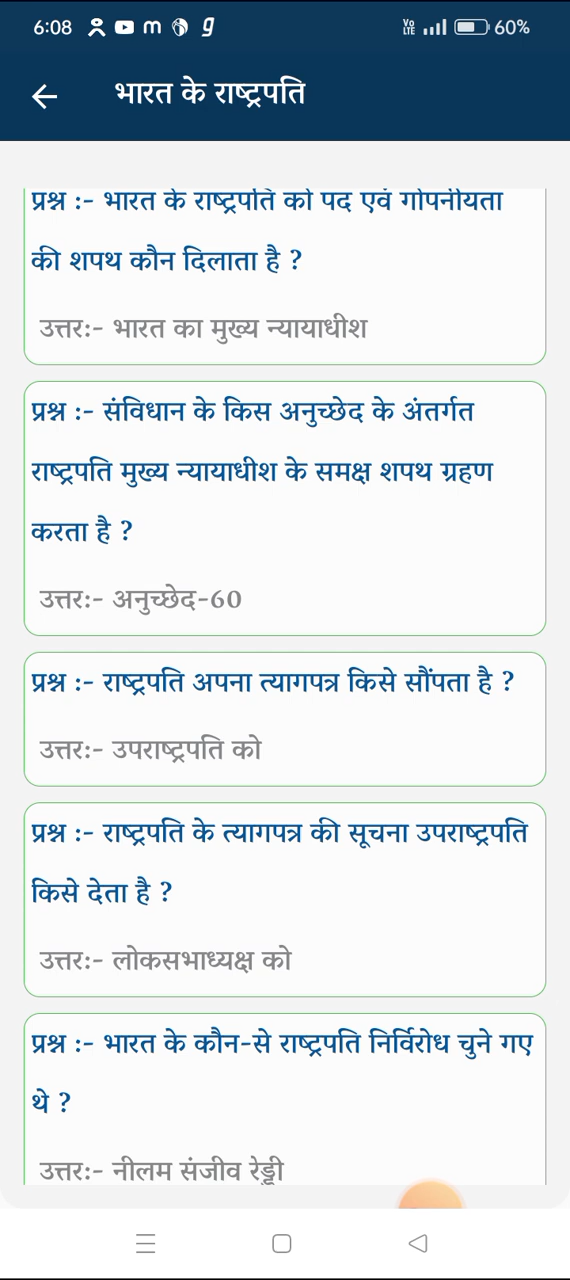 6:08 m g Vo LTE 60%
भारत के राष्ट्रपति
प्रश्न :- भारत के राष्ट्रपति को पद एवं गोपनीयता
की शपथ कौन दिलाता है ?
उत्तर:- भारत का मुख्य न्यायाधीश
प्रश्न :- संविधान के किस अनुच्छेद के अंतर्गत
राष्ट्रपति मुख्य न्यायाधीश के समक्ष शपथ ग्रहण
करता है ?
उत्तर:- अनुच्छेद-60
प्रश्न :- राष्ट्रपति अपना त्यागपत्र किसे सौंपता है ?
उत्तर:- उपराष्ट्रपति को
प्रश्न :- राष्ट्रपति के त्यागपत्र की सूचना उपराष्ट्रपति
किसे देता है ?
उत्तर:- लोकसभाध्यक्ष को
प्रश्न :- भारत के कौन-से राष्ट्रपति निर्विरोध चुने गए
थे ?
उत्तर:- नीलम संजीव रेड्डी